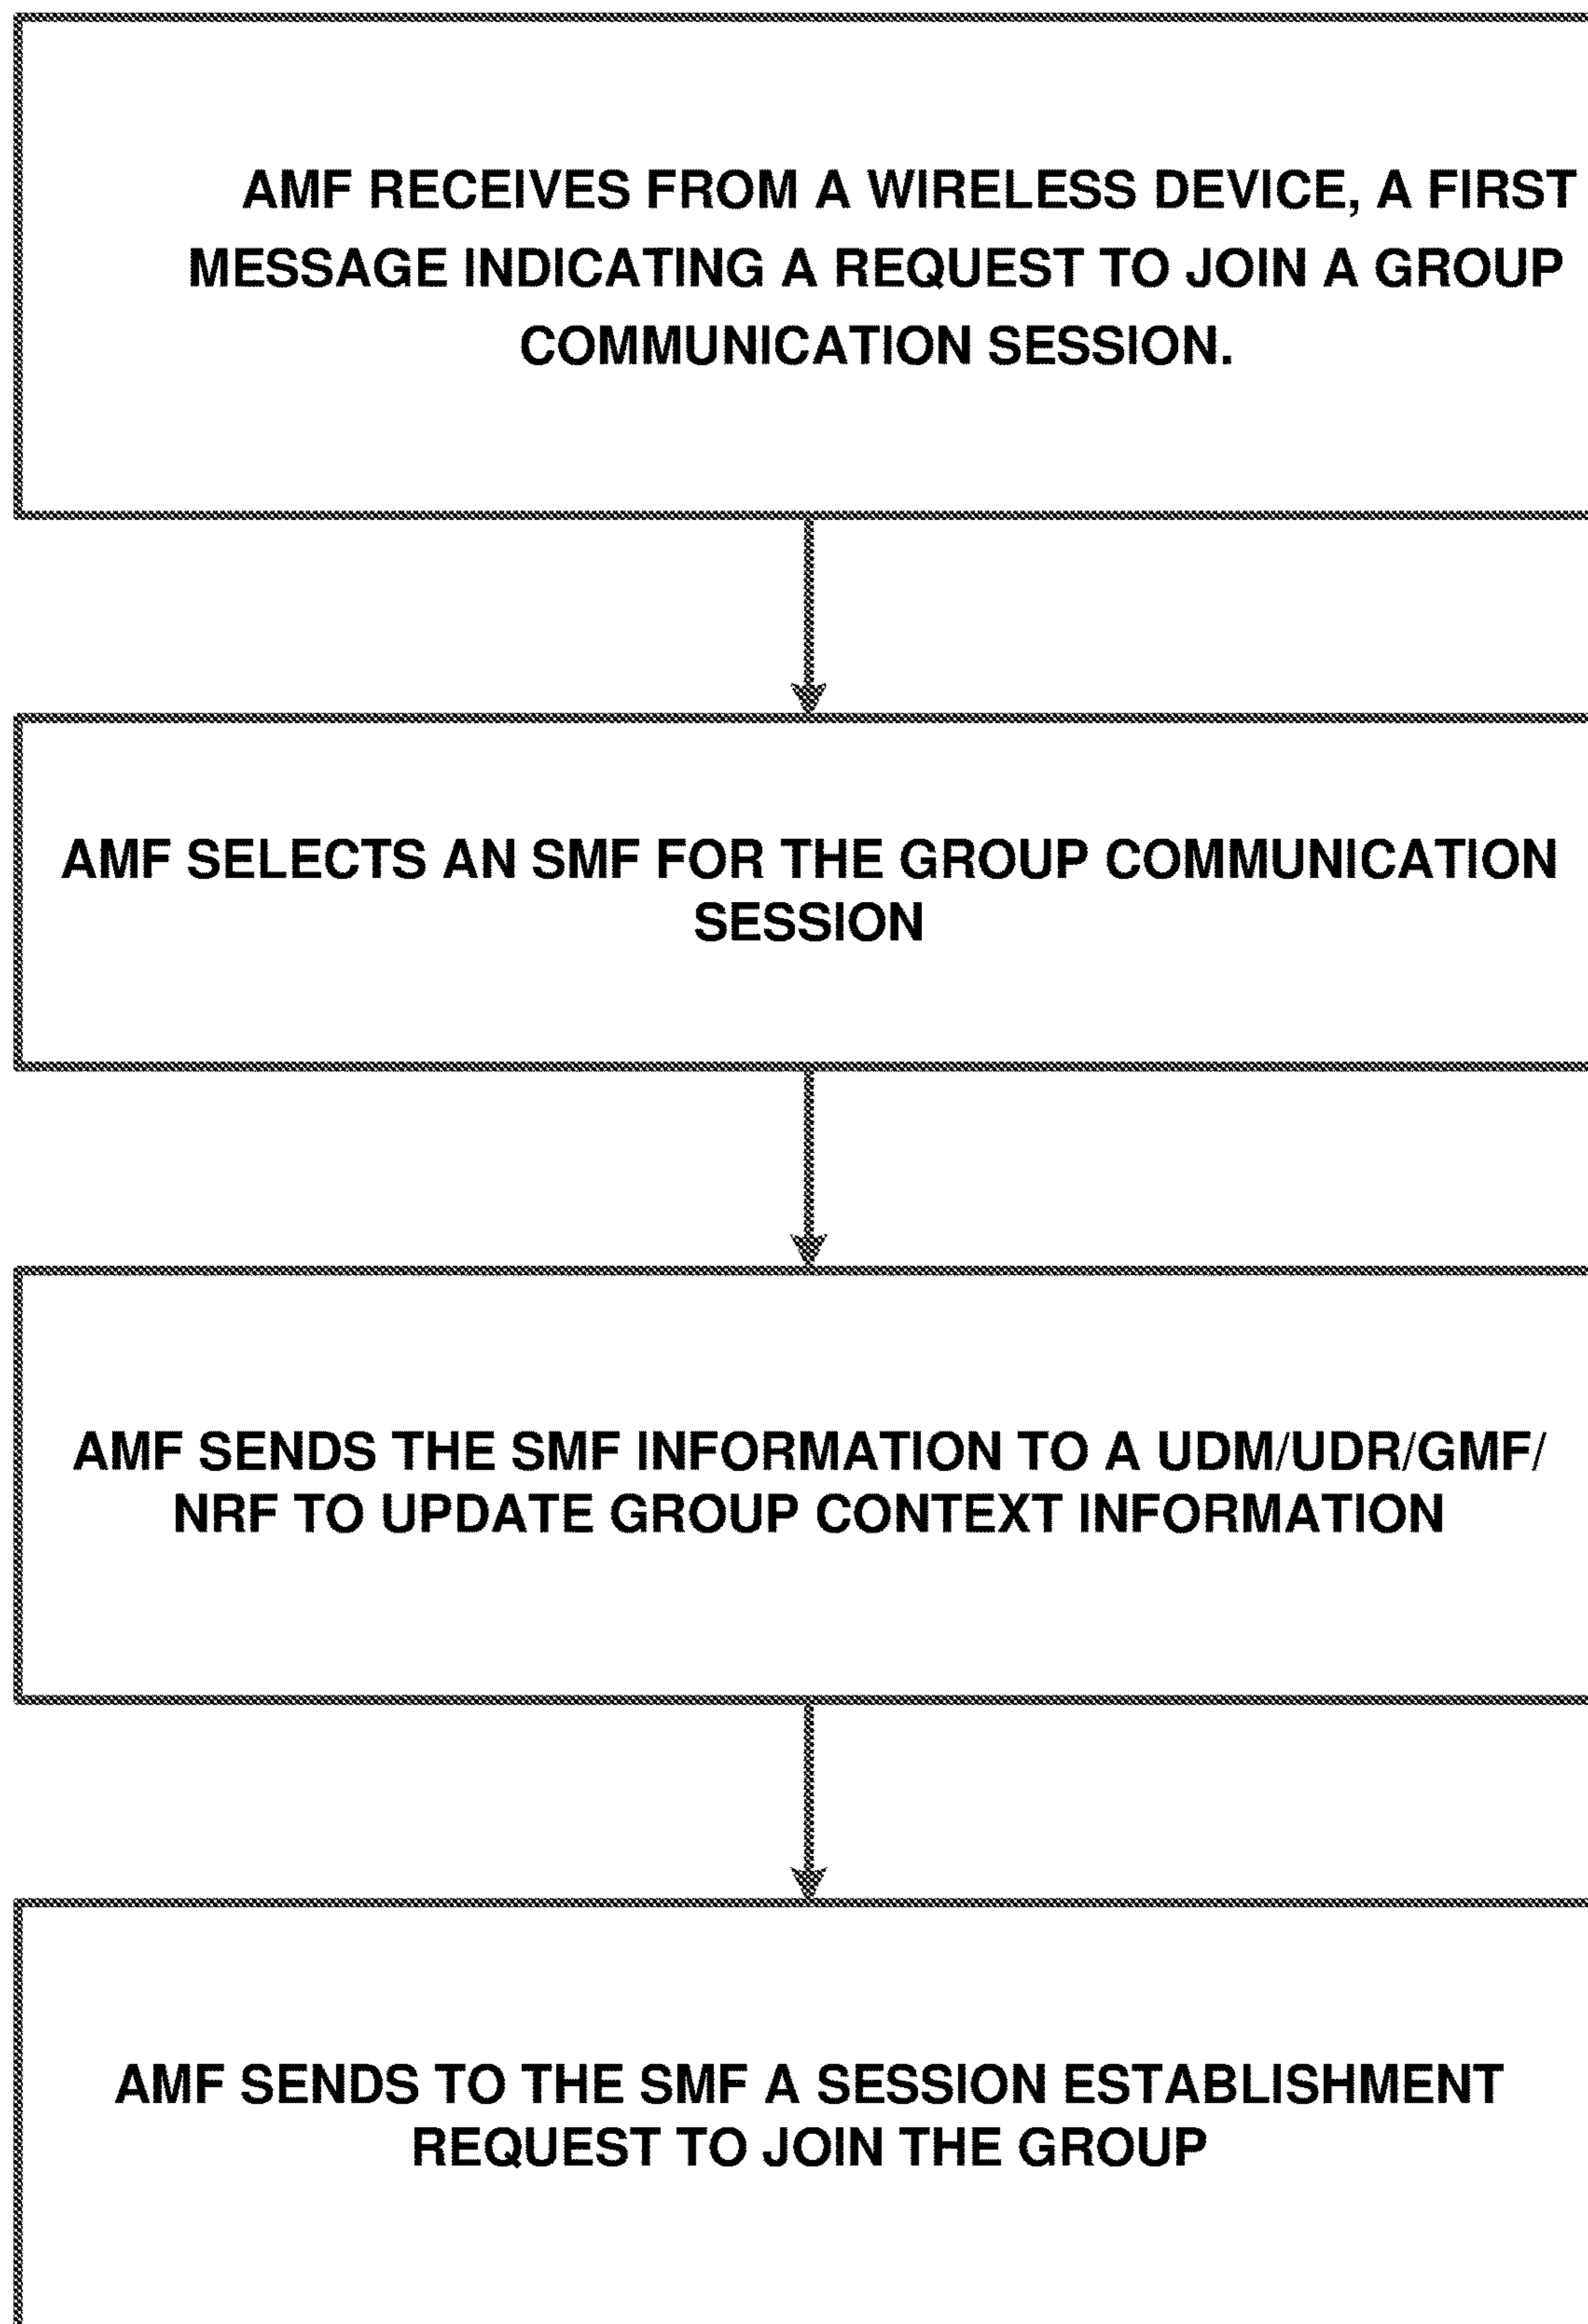 AMF RECEIVES FROM A WIRELESS DEVICE, A FIRST
MESSAGE INDICATING A REQUEST TO JOIN A GROUP
COMMUNICATION SESSION.
AMF SELECTS AN SMF FOR THE GROUP COMMUNICATION
SESSION
AMF SENDS THE SMF INFORMATION TO A UDM/UDR/GMF/
NRF TO UPDATE GROUP CONTEXT INFORMATION
AMF SENDS TO THE SMF A SESSION ESTABLISHMENT
REQUEST TO JOIN THE GROUP